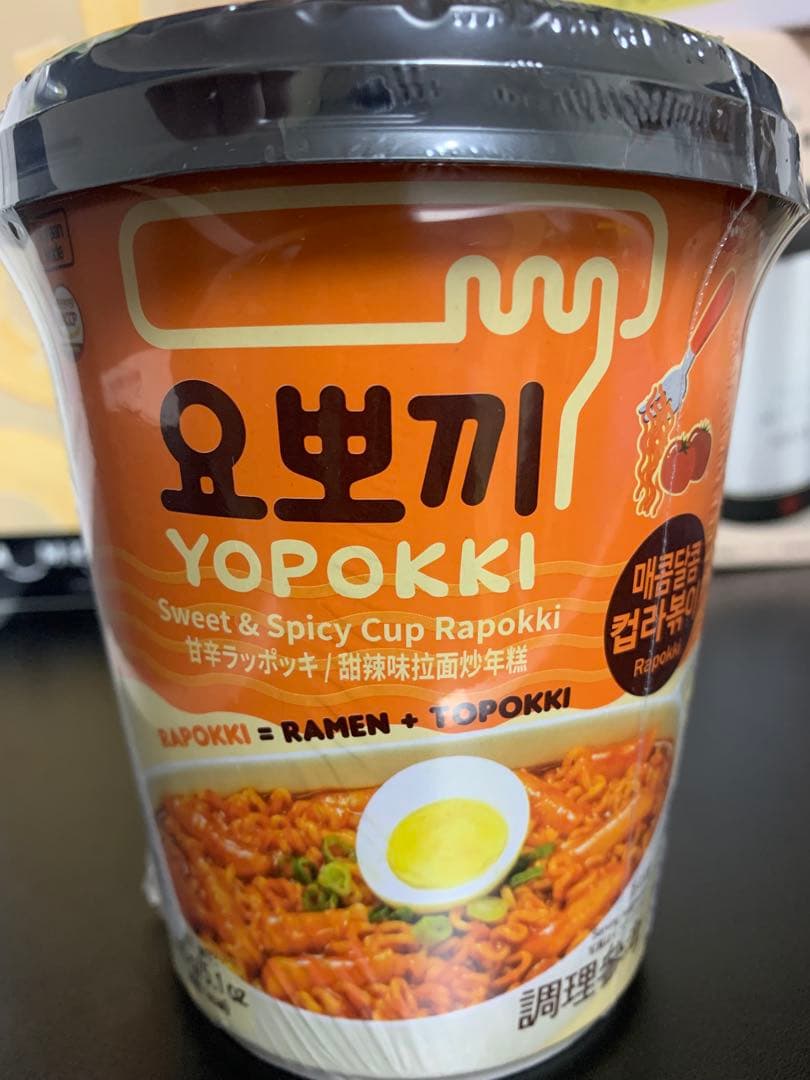 요뽀끼
YOPOKKI
Sweet & Spicy Cup Rapokki
甘辛ラッポッキ / 甜辣味拉面炒年糕
매콤달콤
컵라볶이
Rapokki
RAPOKKI = RAMEN + TOPOKKI
調理